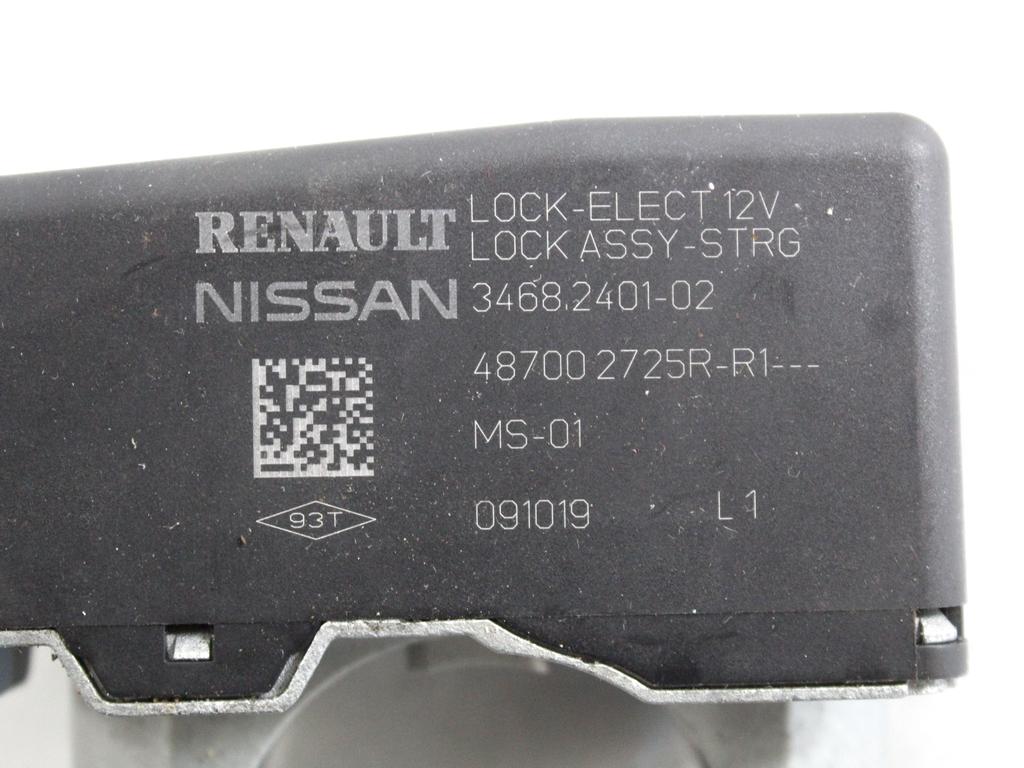 RENAULT LOCK-ELECT 12V
LOCK ASSY-STRG
NISSAN 3468.2401-02
48700 2725R-R1---
MS-01
93T 091019 L1